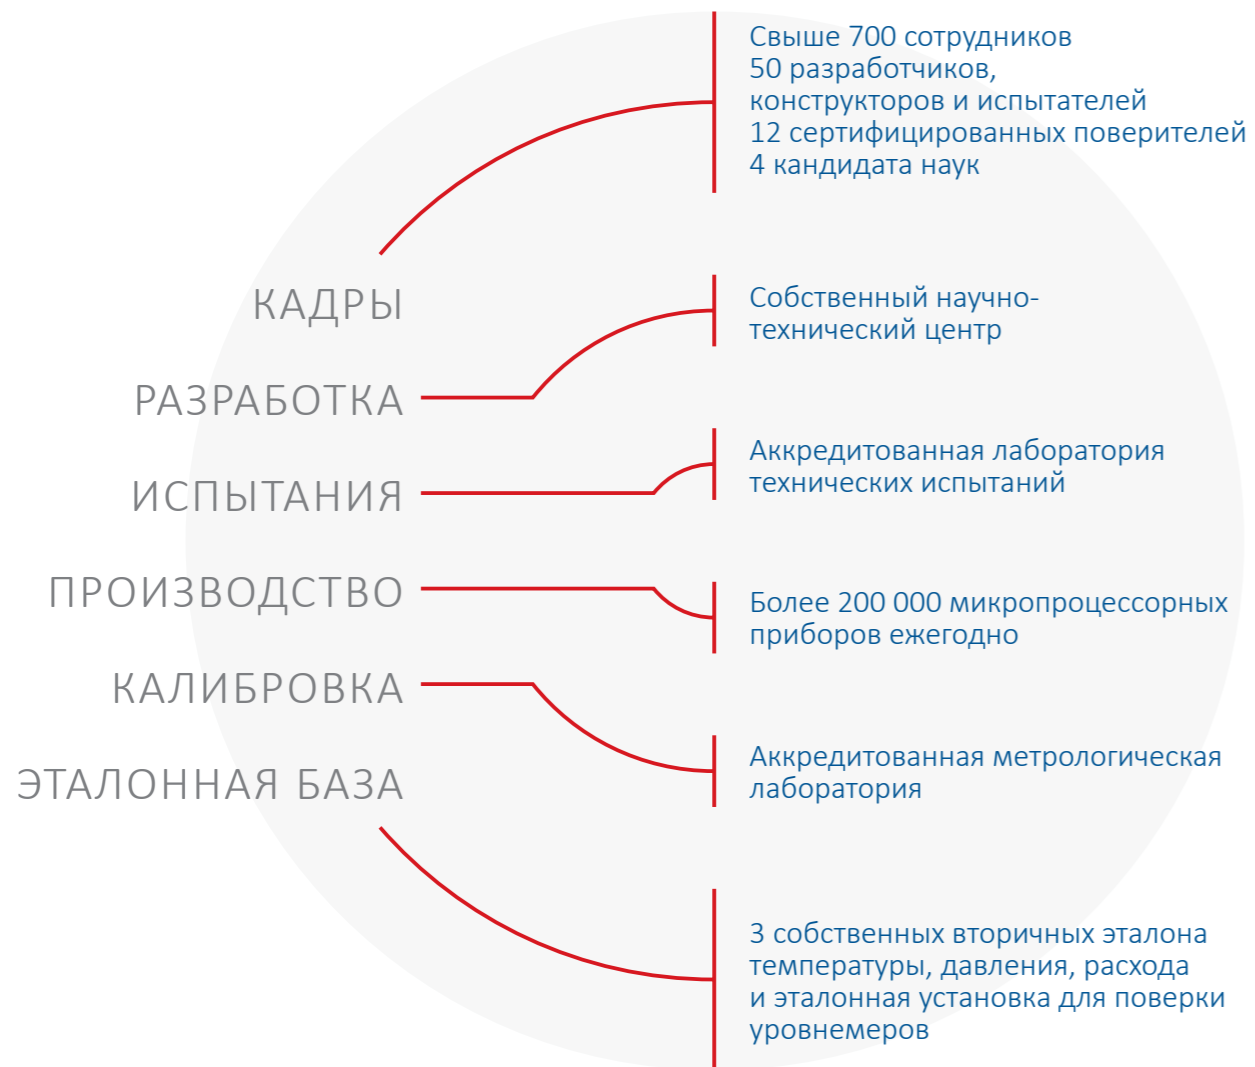 Свыше 700 сотрудников
50 разработчиков,
конструкторов и испытателей
12 сертифицированных поверителей
4 кандидата наук
КАДРЫ
Собственный научно-
технический центр
РАЗРАБОТКА
Аккредитованная лаборатория
технических испытаний
ИСПЫТАНИЯ
Более 200 000 микропроцессорных
приборов ежегодно
ПРОИЗВОДСТВО
КАЛИБРОВКА
Аккредитованная метрологическая
лаборатория
ЭТАЛОННАЯ БАЗА
3 собственных вторичных эталона
температуры, давления, расхода
и эталонная установка для поверки
уровнемеров